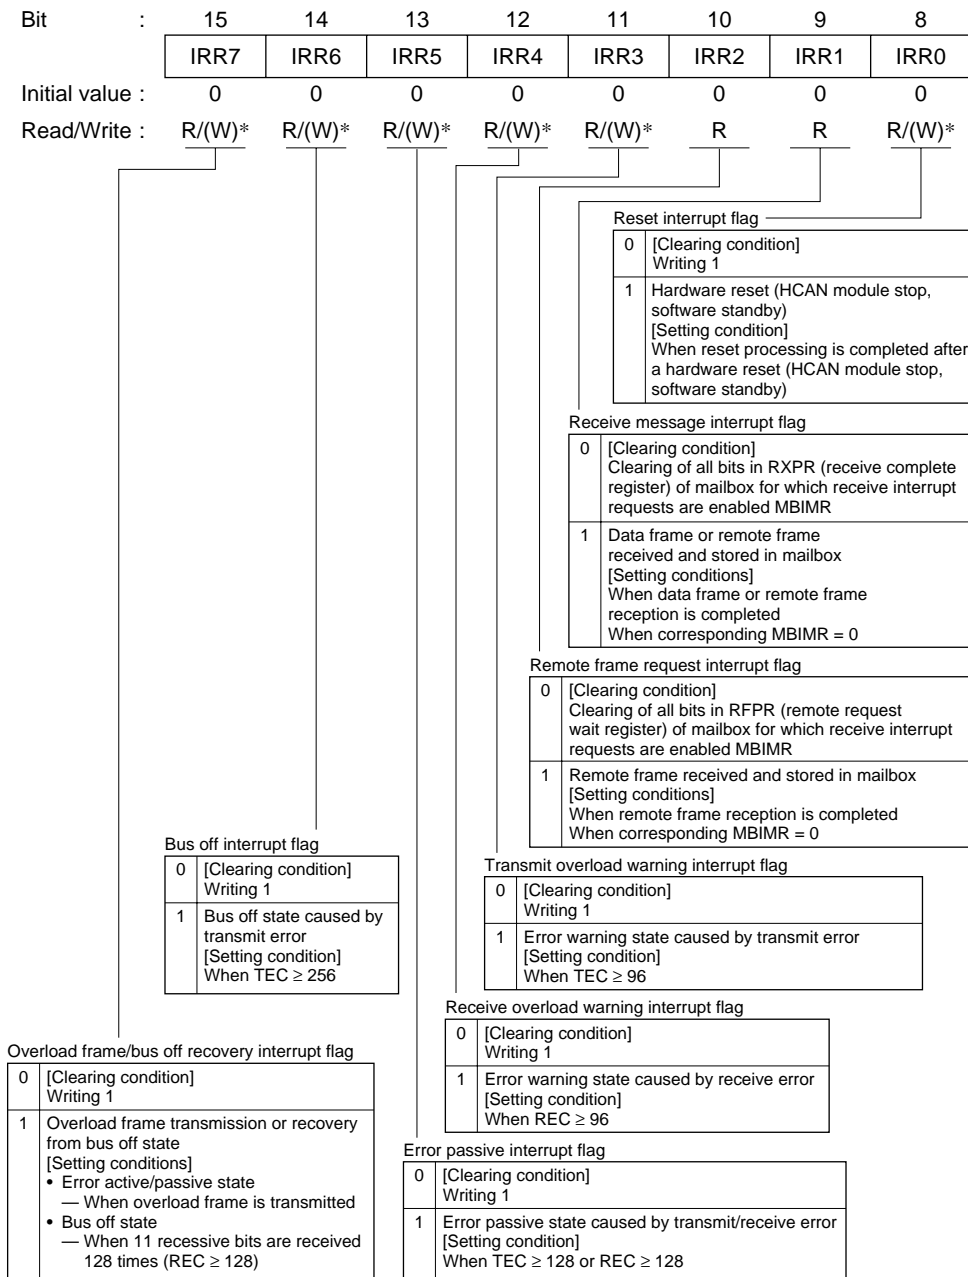 Bit : 15 14 13 12 11 10 9 8
IRR7 IRR6 IRR5 IRR4 IRR3 IRR2 IRR1 IRR0
Initial value : 0 0 0 0 0 0 0 0
Read/Write : R/(W)* R/(W)* R/(W)* R/(W)* R/(W)* R R R/(W)*
Reset interrupt flag
0 [Clearing condition]
Writing 1
1 Hardware reset (HCAN module stop,
software standby)
[Setting condition]
When reset processing is completed after
a hardware reset (HCAN module stop,
software standby)
Receive message interrupt flag
0 [Clearing condition]
Clearing of all bits in RXPR (receive complete
register) of mailbox for which receive interrupt
requests are enabled MBIMR
1 Data frame or remote frame
received and stored in mailbox
[Setting conditions]
When data frame or remote frame
reception is completed
When corresponding MBIMR = 0
Remote frame request interrupt flag
0 [Clearing condition]
Clearing of all bits in RFPR (remote request
wait register) of mailbox for which receive interrupt
requests are enabled MBIMR
1 Remote frame received and stored in mailbox
[Setting conditions]
When remote frame reception is completed
When corresponding MBIMR = 0
Bus off interrupt flag
0 [Clearing condition]
Writing 1
1 Bus off state caused by
transmit error
[Setting condition]
When TEC ≥ 256
Transmit overload warning interrupt flag
0 [Clearing condition]
Writing 1
1 Error warning state caused by transmit error
[Setting condition]
When TEC ≥ 96
Receive overload warning interrupt flag
0 [Clearing condition]
Writing 1
1 Error warning state caused by receive error
[Setting condition]
When REC ≥ 96
Overload frame/bus off recovery interrupt flag
0 [Clearing condition]
Writing 1
1 Overload frame transmission or recovery
from bus off state
[Setting conditions]
• Error active/passive state
— When overload frame is transmitted
• Bus off state
— When 11 recessive bits are received
128 times (REC ≥ 128)
Error passive interrupt flag
0 [Clearing condition]
Writing 1
1 Error passive state caused by transmit/receive error
[Setting condition]
When TEC ≥ 128 or REC ≥ 128